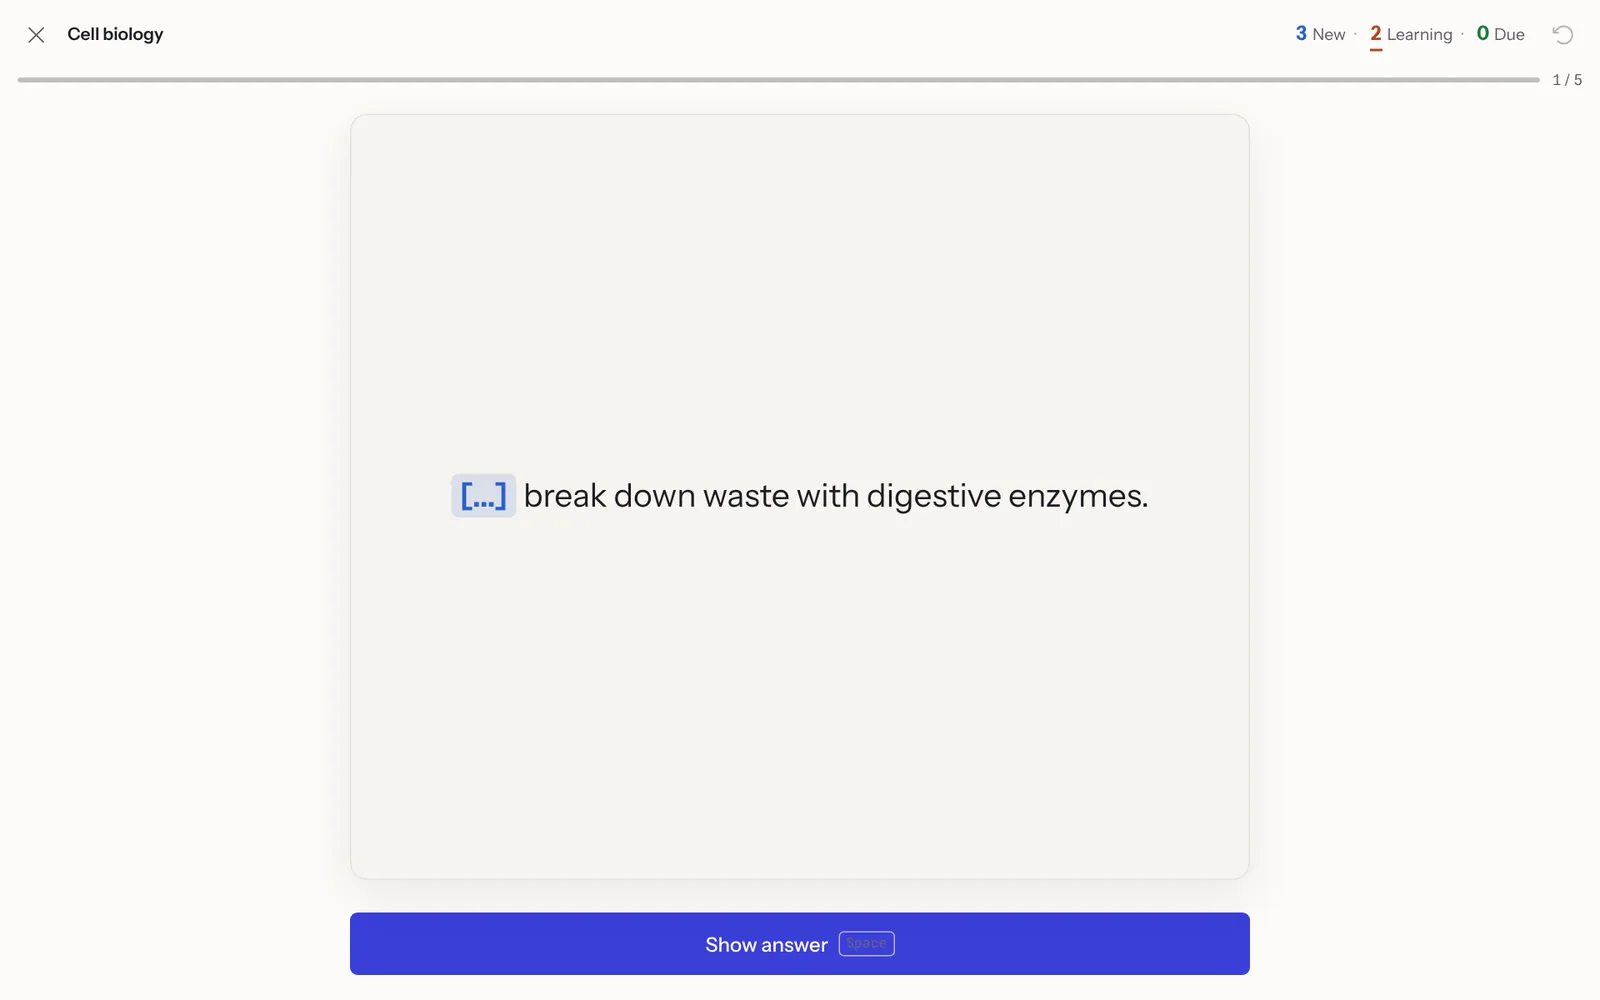 Cell biology
3 New · 2 Learning · 0 Due
1 / 5
[...] break down waste with digestive enzymes.
Show answer Space